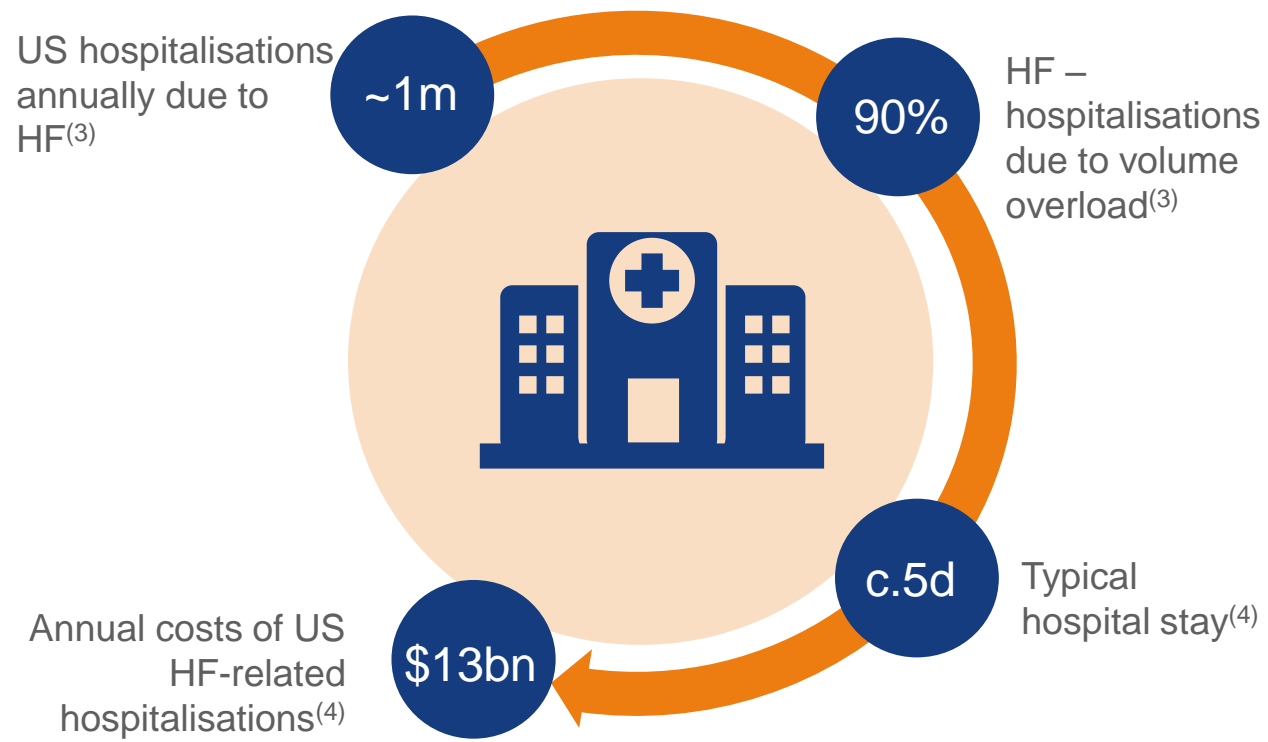 US hospitalisations
annually due to
HF(3)
~1m
90%
HF –
hospitalisations
due to volume
overload(3)
c.5d
Typical
hospital stay(4)
Annual costs of US
HF-related
hospitalisations(4)
$13bn